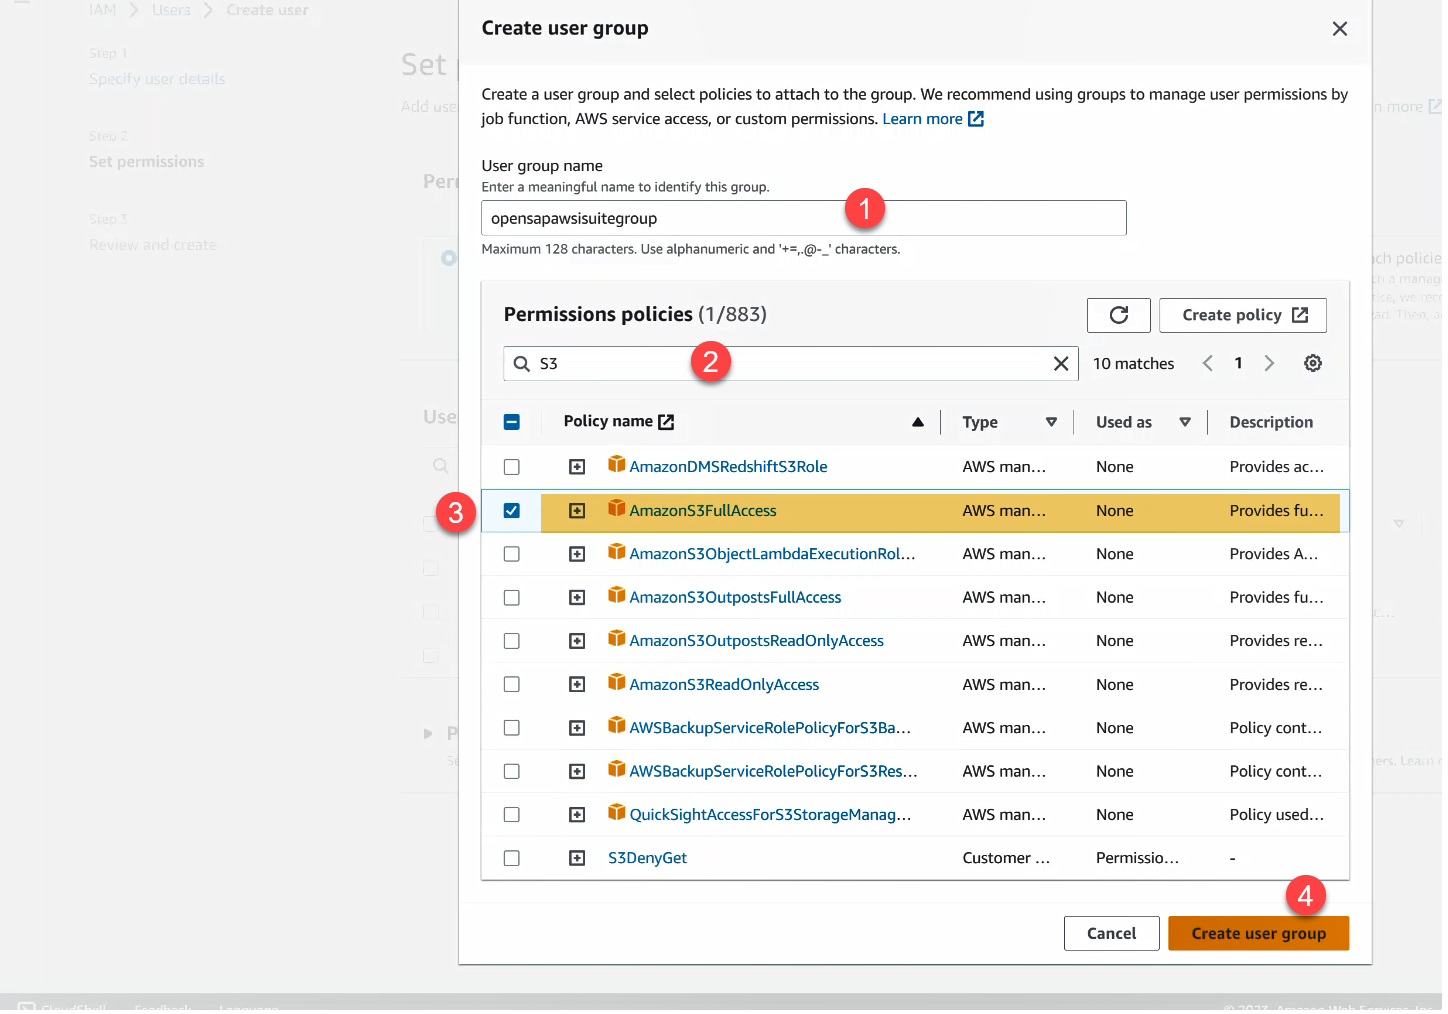 IAM > Users > Create user
Step 1
Specify user details
Step 2
Set permissions
Step 3
Review and create
Set
Add use
Create user group
Create a user group and select policies to attach to the group. We recommend using groups to manage user permissions by
job function, AWS service access, or custom permissions. Learn more
User group name
Enter a meaningful name to identify this group.
opensapawsisuitegroup
1
Maximum 128 characters. Use alphanumeric and '+=,.@-_' characters.
Permissions policies (1/883)
Create policy
S3
2
10 matches
1
Policy name Type Used as Description
AmazonDMSRedshiftS3Role AWS man... None Provides ac...
3
AmazonS3FullAccess AWS man... None Provides fu...
AmazonS3ObjectLambdaExecutionRol... AWS man... None Provides A...
AmazonS3OutpostsFullAccess AWS man... None Provides fu...
AmazonS3OutpostsReadOnlyAccess AWS man... None Provides re...
AmazonS3ReadOnlyAccess AWS man... None Provides re...
AWSBackupServiceRolePolicyForS3Ba... AWS man... None Policy cont...
AWSBackupServiceRolePolicyForS3Res... AWS man... None Policy cont...
QuickSightAccessForS3StorageManag... AWS man... None Policy used...
S3DenyGet Customer ... Permissio... -
4
Cancel
Create user group
CloudShell Feedback Language